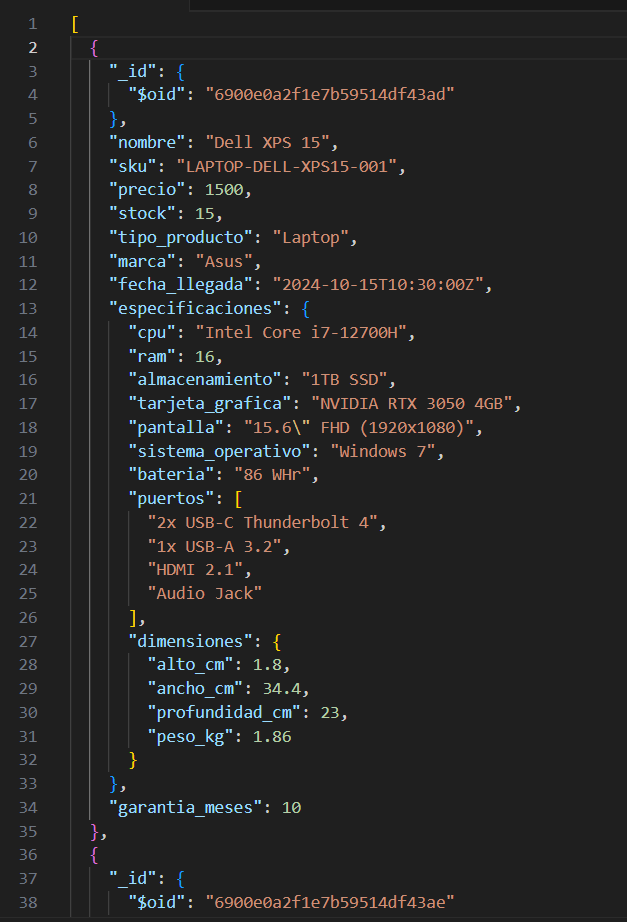 1 [
2 {
3 "_id": {
4 "$oid": "6900e0a2f1e7b59514df43ad"
5 },
6 "nombre": "Dell XPS 15",
7 "sku": "LAPTOP-DELL-XPS15-001",
8 "precio": 1500,
9 "stock": 15,
10 "tipo_producto": "Laptop",
11 "marca": "Asus",
12 "fecha_llegada": "2024-10-15T10:30:00Z",
13 "especificaciones": {
14 "cpu": "Intel Core i7-12700H",
15 "ram": 16,
16 "almacenamiento": "1TB SSD",
17 "tarjeta_grafica": "NVIDIA RTX 3050 4GB",
18 "pantalla": "15.6\" FHD (1920x1080)",
19 "sistema_operativo": "Windows 7",
20 "bateria": "86 WHr",
21 "puertos": [
22 "2x USB-C Thunderbolt 4",
23 "1x USB-A 3.2",
24 "HDMI 2.1",
25 "Audio Jack"
26 ],
27 "dimensiones": {
28 "alto_cm": 1.8,
29 "ancho_cm": 34.4,
30 "profundidad_cm": 23,
31 "peso_kg": 1.86
32 }
33 },
34 "garantia_meses": 10
35 },
36 {
37 "_id": {
38 "$oid": "6900e0a2f1e7b59514df43ae"